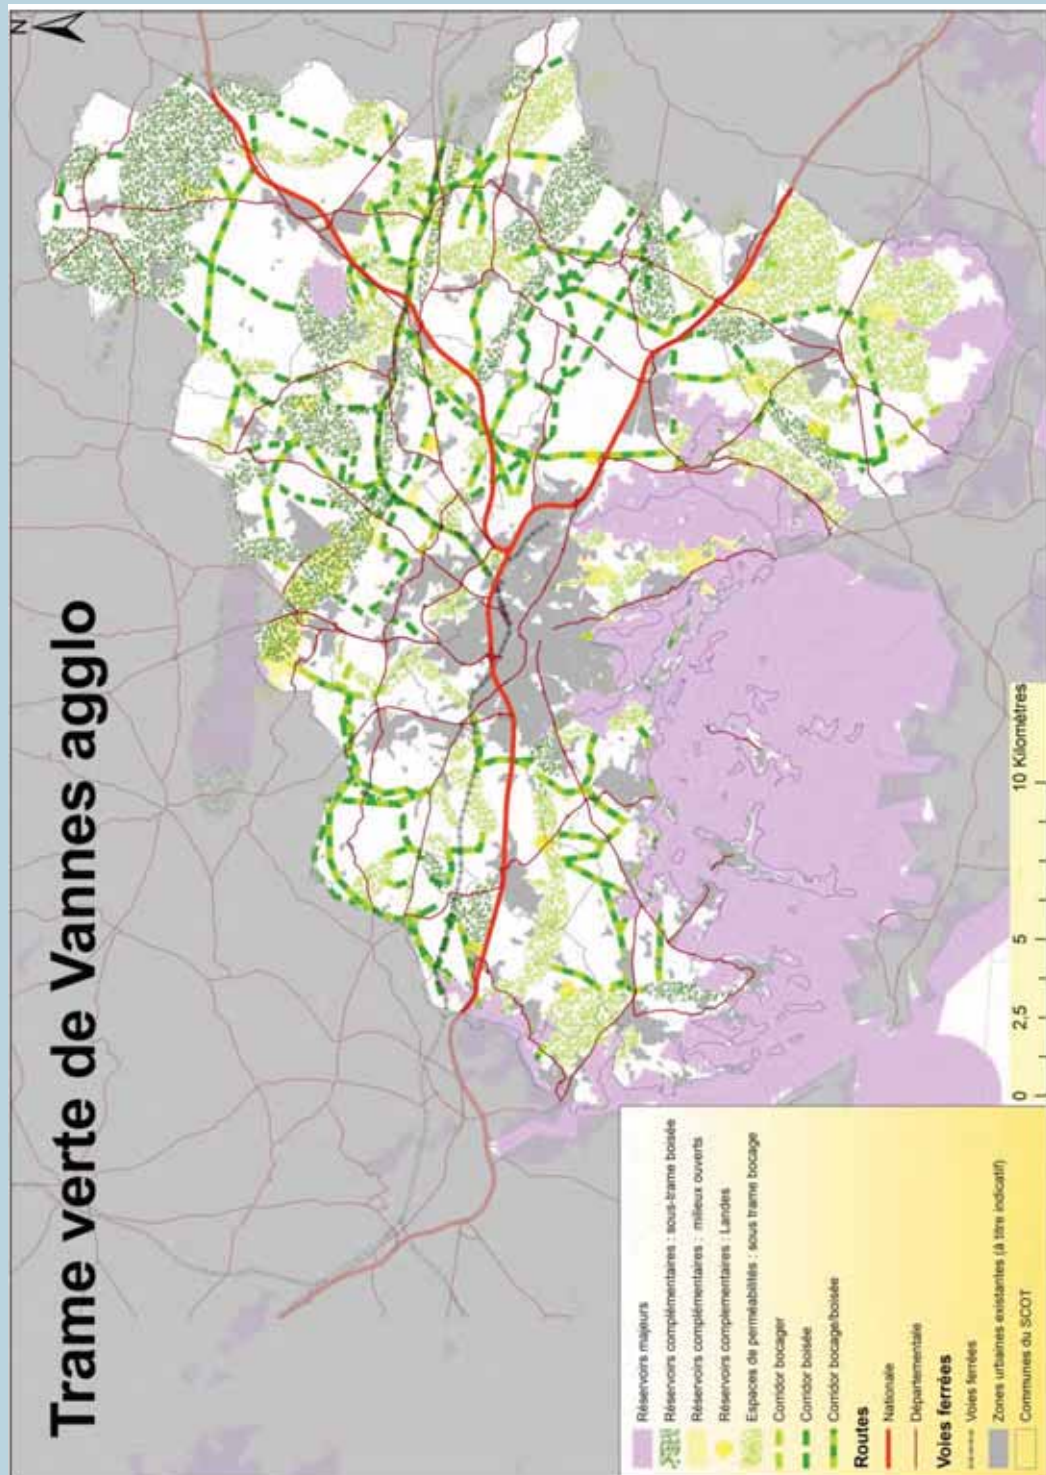 Trame verte de Vannes agglo
N
Réservoirs majeurs
Réservoirs complémentaires : sous-trame boisée
Réservoirs complémentaires : milieux ouverts
Réservoirs complementaires : Landes
Espaces de perméabilités : sous trame bocage
Corridor bocager
Corridor boisée
Corridor bocage/boisée
Routes
Nationale
Départementale
Voies ferrées
Voies ferrées
Zones urbaines existantes (à titre indicatif)
Communes du SCOT
0 2,5 5 10 Kilomètres